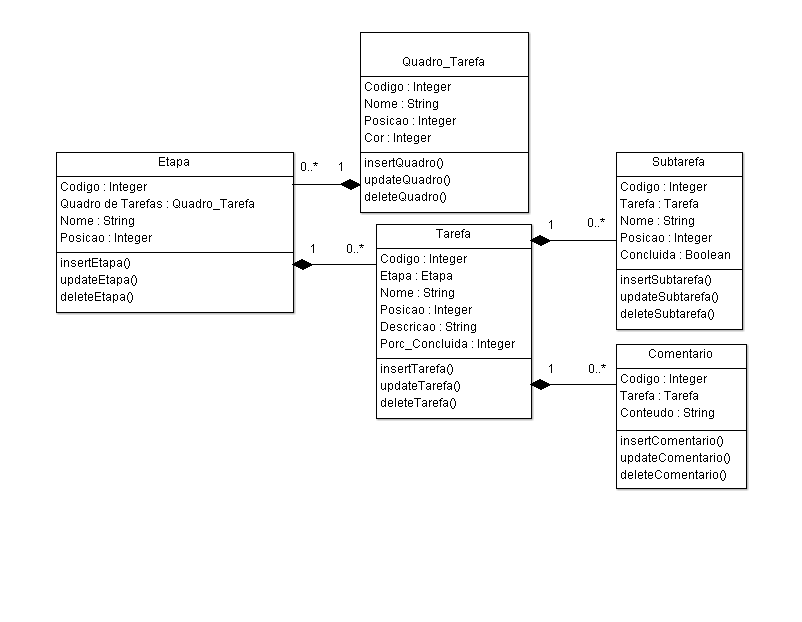 Quadro_Tarefa
Codigo : Integer
Nome : String
Posicao : Integer
Cor : Integer
insertQuadro()
updateQuadro()
deleteQuadro()
Etapa
Codigo : Integer
Quadro de Tarefas : Quadro_Tarefa
Nome : String
Posicao : Integer
insertEtapa()
updateEtapa()
deleteEtapa()
0..* 1
1 0..*
Tarefa
Codigo : Integer
Etapa : Etapa
Nome : String
Posicao : Integer
Descricao : String
Porc_Concluida : Integer
insertTarefa()
updateTarefa()
deleteTarefa()
1 0..*
1 0..*
Subtarefa
Codigo : Integer
Tarefa : Tarefa
Nome : String
Posicao : Integer
Concluida : Boolean
insertSubtarefa()
updateSubtarefa()
deleteSubtarefa()
Comentario
Codigo : Integer
Tarefa : Tarefa
Conteudo : String
insertComentario()
updateComentario()
deleteComentario()